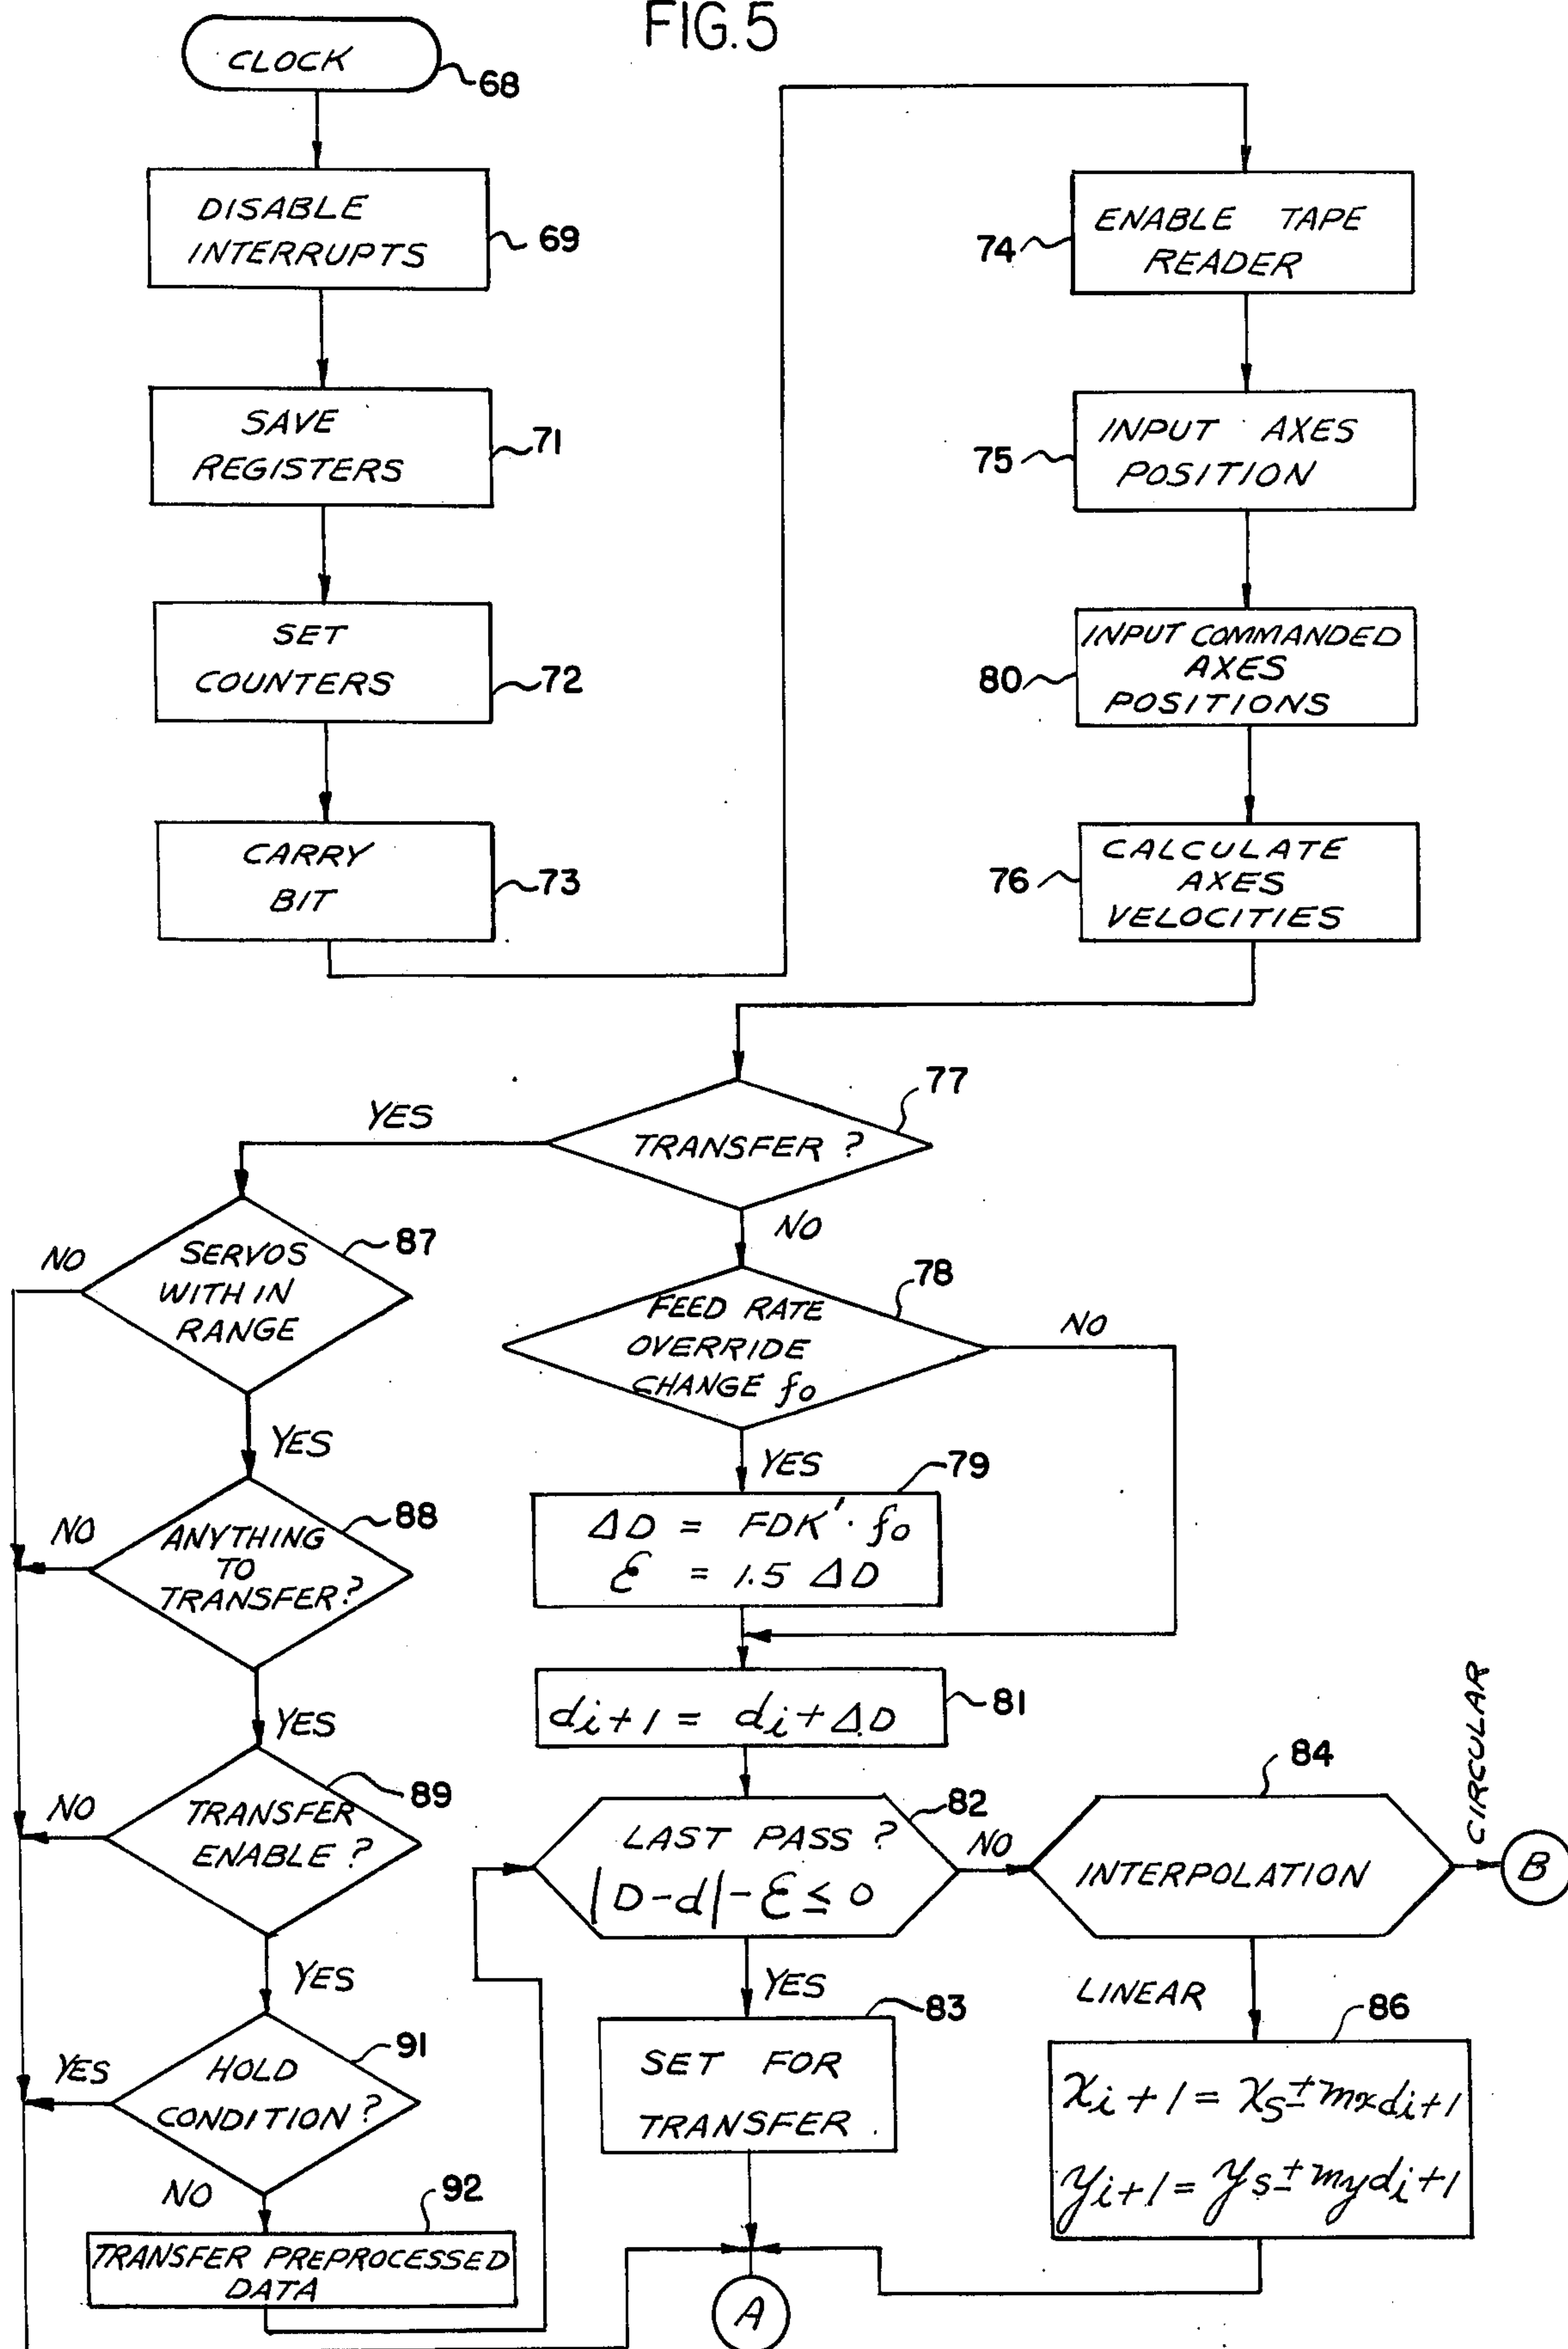 FIG.5
CLOCK
68
DISABLE
INTERRUPTS
69
SAVE
REGISTERS
71
SET
COUNTERS
72
CARRY
BIT
73
ENABLE TAPE
READER
74
INPUT AXES
POSITION
75
INPUT COMMANDED
AXES
POSITIONS
80
CALCULATE
AXES
VELOCITIES
76
TRANSFER ?
77
YES
NO
SERVOS
WITH IN
RANGE
87
NO
YES
ANYTHING
TO
TRANSFER?
88
NO
YES
TRANSFER
ENABLE ?
89
NO
YES
HOLD
CONDITION ?
91
YES
NO
TRANSFER PREPROCESSED
DATA
92
FEED RATE
OVERRIDE
CHANGE fo
78
NO
YES
ΔD = FDK'· fo
Ɛ = 1.5 ΔD
79
di+1 = di+ΔD
81
LAST PASS ?
|D-d|-Ɛ ≤ 0
82
NO
YES
SET FOR
TRANSFER
83
INTERPOLATION
84
CIRCULAR
B
LINEAR
xi+1 = xs±mxdi+1
yi+1 = ys±mydi+1
86
A